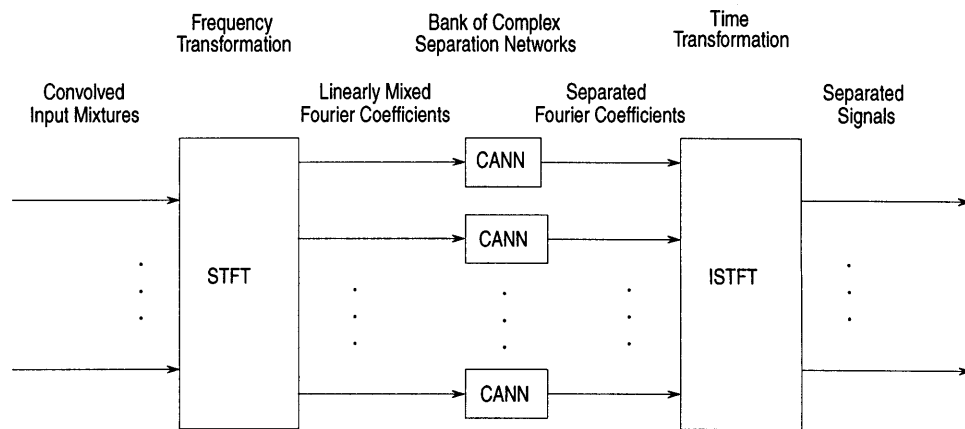 Frequency
Transformation
Bank of Complex
Separation Networks
Time
Transformation
Convolved
Input Mixtures
Linearly Mixed
Fourier Coefficients
Separated
Fourier Coefficients
Separated
Signals
STFT
CANN
CANN
CANN
ISTFT